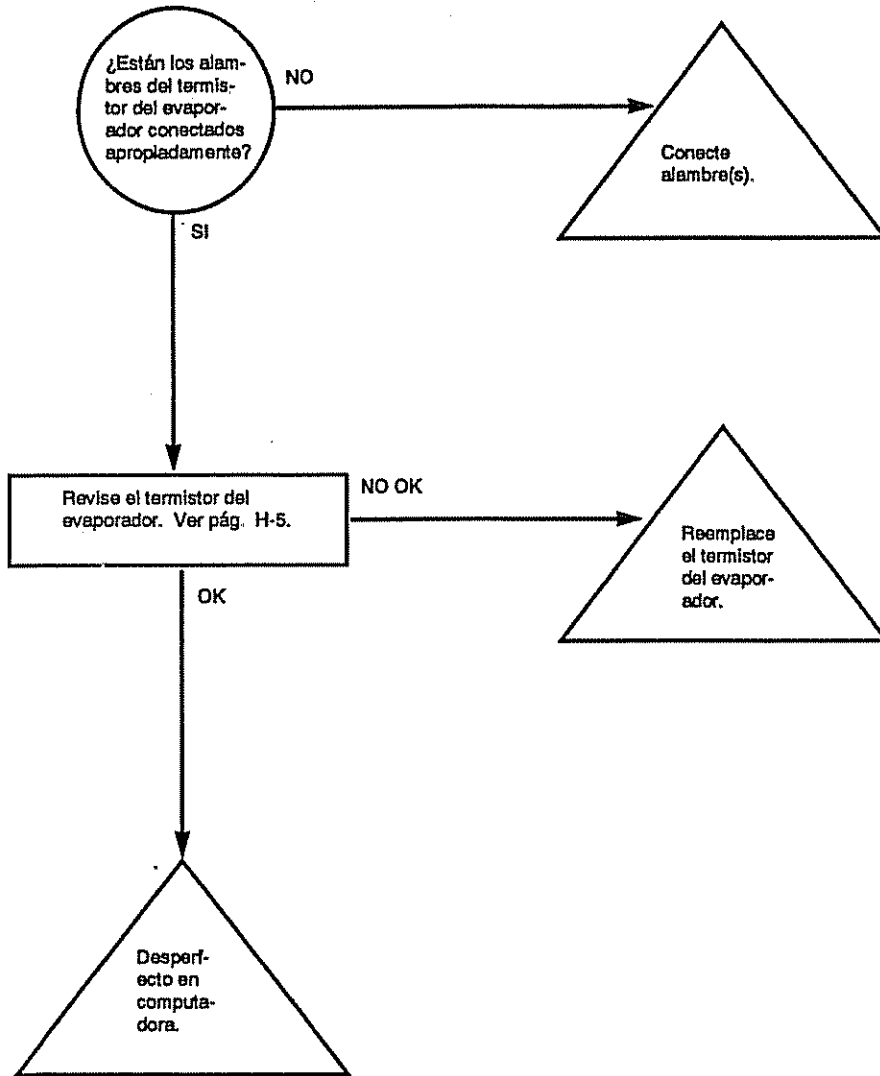 ¿Están los alam-
bres del termis-
tor del evapor-
ador conectados
apropiadamente?
NO
Conecte
alambre(s).
SI
Revise el termistor del
evaporador. Ver pág. H-5.
NO OK
Reemplace
el termistor
del evapor-
ador.
OK
Desperf-
ecto en
computa-
dora.